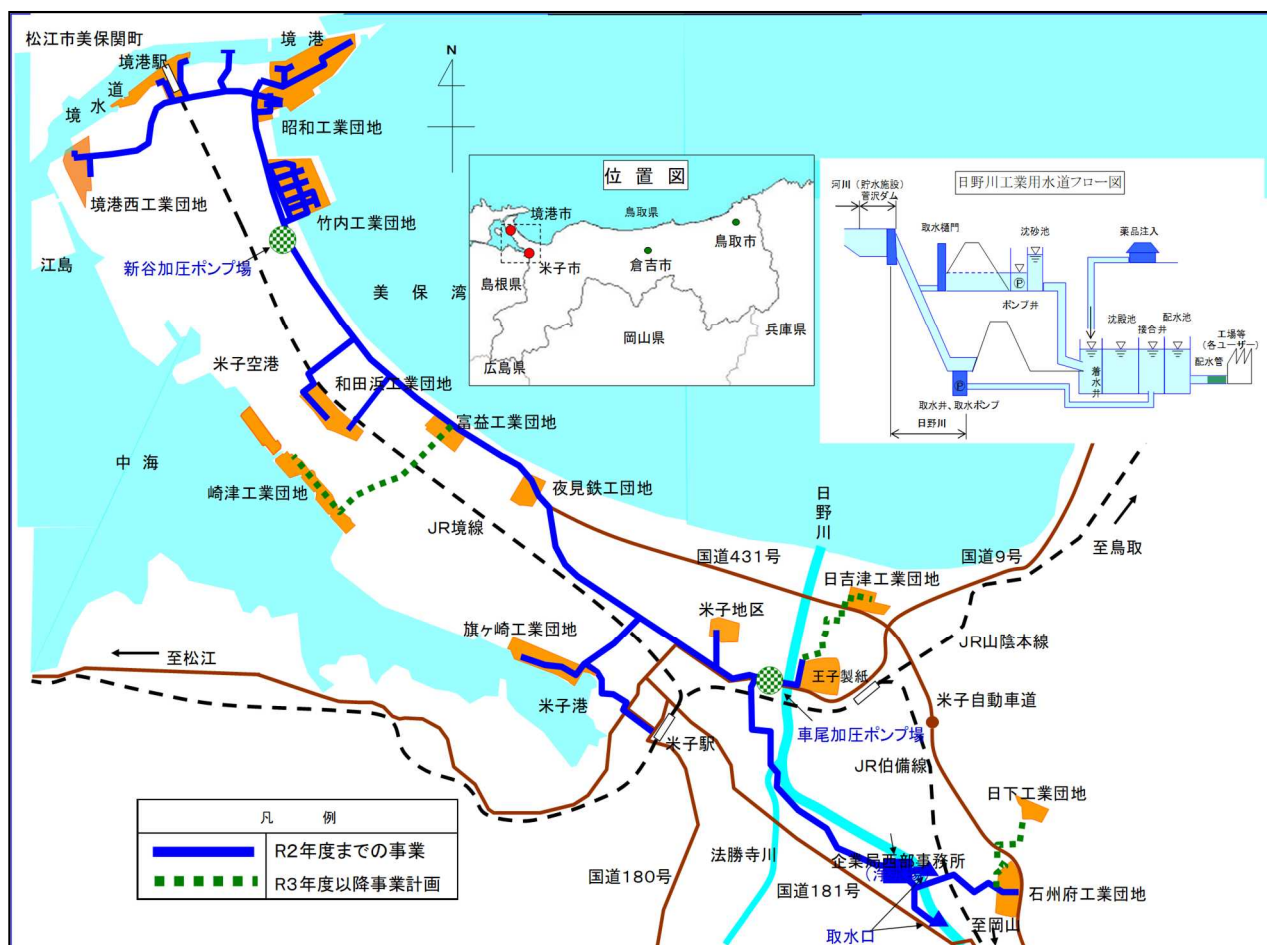 松江市美保関町
境港
境港駅
境水道
昭和工業団地
境港西工業団地
竹内工業団地
江島
新谷加圧ポンプ場
美保湾
N
位置図
鳥取県
境港市
鳥取市
倉吉市
米子市
島根県
岡山県
兵庫県
広島県
日野川工業用水道フロー図
河川（貯水施設）
菅沢ダム
取水樋門
沈砂池
薬品注入
P
ポンプ井
沈殿池
接合井
配水池
工場等
（各ユーザー）
配水管
着水井
P
取水井、取水ポンプ
日野川
米子空港
和田浜工業団地
富益工業団地
中海
崎津工業団地
夜見鉄工団地
JR境線
日野川
国道431号
国道9号
至鳥取
日吉津工業団地
米子地区
旗ヶ崎工業団地
JR山陰本線
至松江
王子製紙
米子港
米子自動車道
車尾加圧ポンプ場
米子駅
JR伯備線
日下工業団地
凡例
R2年度までの事業
R3年度以降事業計画
法勝寺川
企業局西部事務所
国道180号
国道181号
石州府工業団地
至岡山
取水口